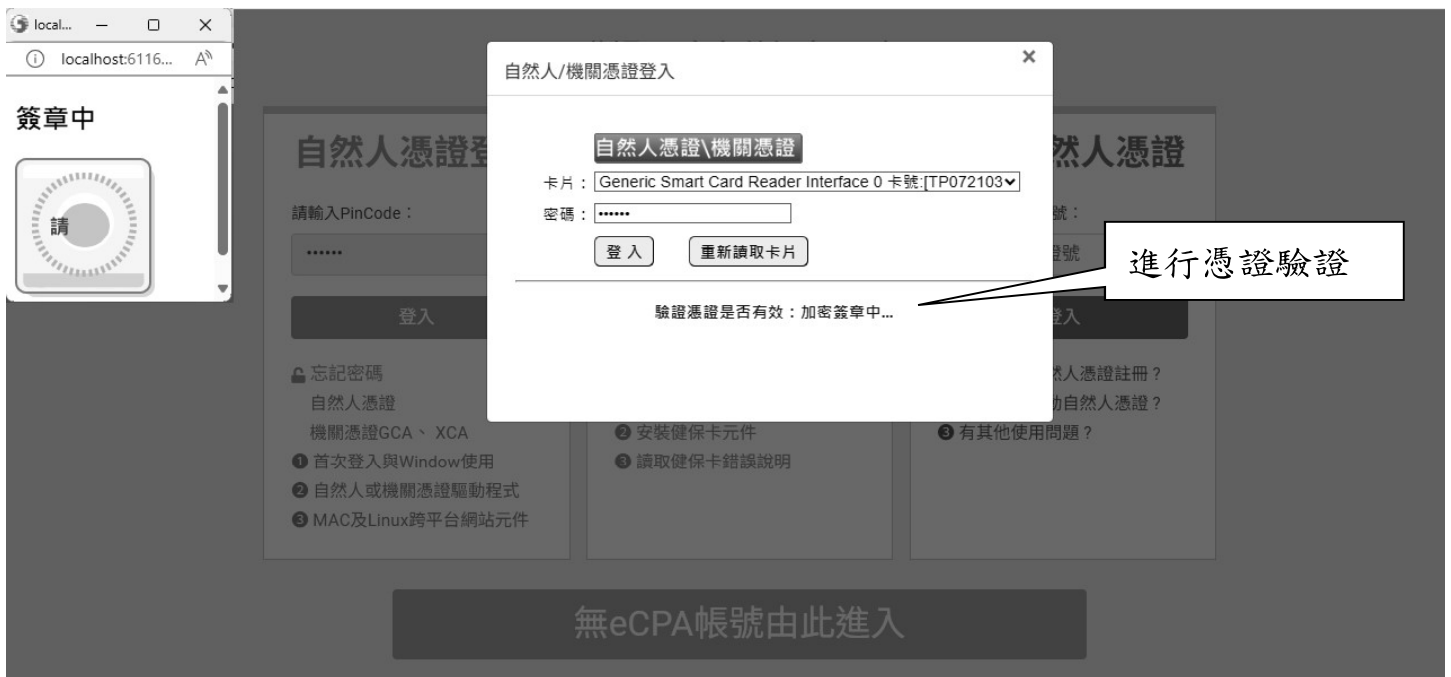 local...
localhost:6116...
簽章中
請
自然人/機關憑證登入
×
自然人憑證\機關憑證
卡片：
Generic Smart Card Reader Interface 0 卡號:[TP072103
密碼：
••••••
登 入
重新讀取卡片
驗證憑證是否有效：加密簽章中...
進行憑證驗證
自然人憑證
請輸入PinCode：
••••••
登入
忘記密碼
自然人憑證
機關憑證GCA、 XCA
❶ 首次登入與Window使用
❷ 自然人或機關憑證驅動程式
❸ MAC及Linux跨平台網站元件
❷ 安裝健保卡元件
❸ 讀取健保卡錯誤說明
然人憑證
號：
證號
登入
然人憑證註冊？
自然人憑證？
❸ 有其他使用問題？
無eCPA帳號由此進入